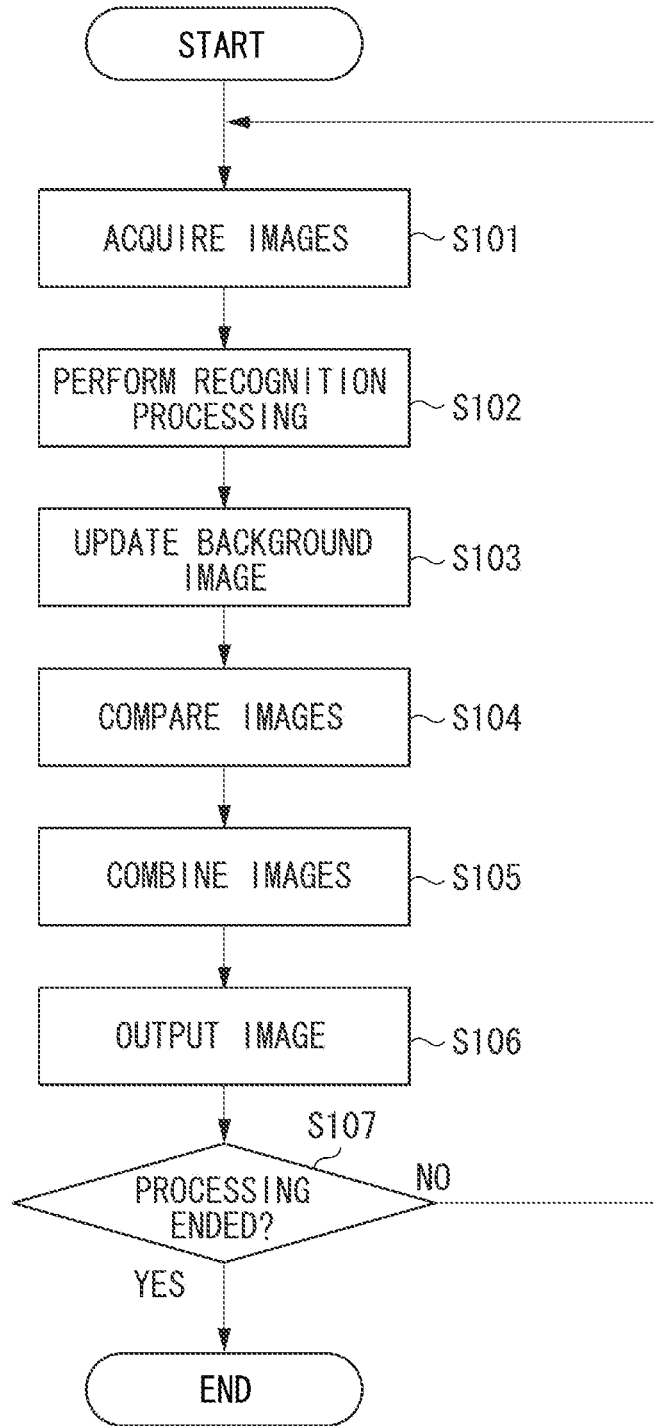 START
ACQUIRE IMAGES
S101
PERFORM RECOGNITION
PROCESSING
S102
UPDATE BACKGROUND
IMAGE
S103
COMPARE IMAGES
S104
COMBINE IMAGES
S105
OUTPUT IMAGE
S106
S107
PROCESSING
ENDED?
NO
YES
END